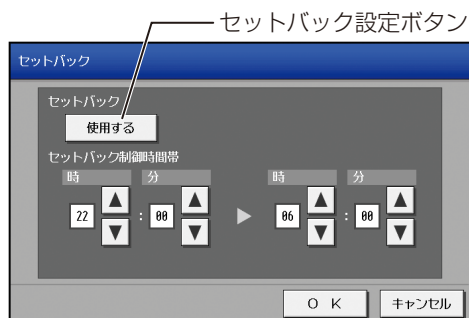 セットバック設定ボタン
セットバック
セットバック
使用する
セットバック制御時間帯
時 分 時 分
22 : 00 ▶ 06 : 00
O K キャンセル